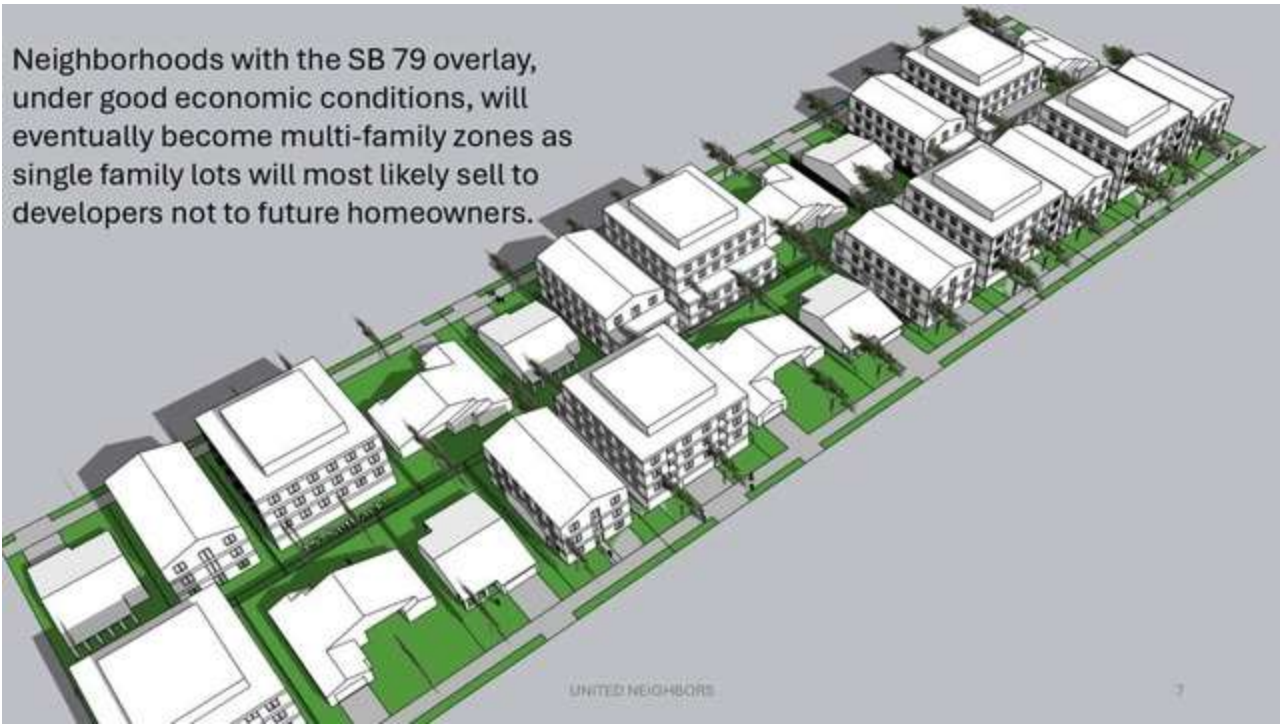 Neighborhoods with the SB 79 overlay,
under good economic conditions, will
eventually become multi-family zones as
single family lots will most likely sell to
developers not to future homeowners.
UNITED NEIGHBORS
7